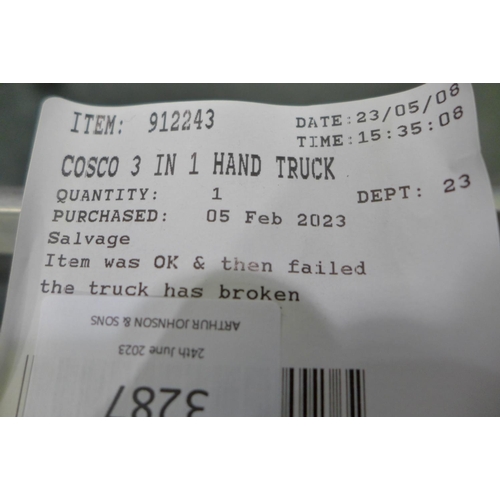 ITEM: 912243
DATE:23/05/08
TIME:15:35:08
COSCO 3 IN 1 HAND TRUCK
QUANTITY: 1 DEPT: 23
PURCHASED: 05 Feb 2023
Salvage
Item was OK & then failed
the truck has broken
3287
24th June 2023
ARTHUR JOHNSON & SONS